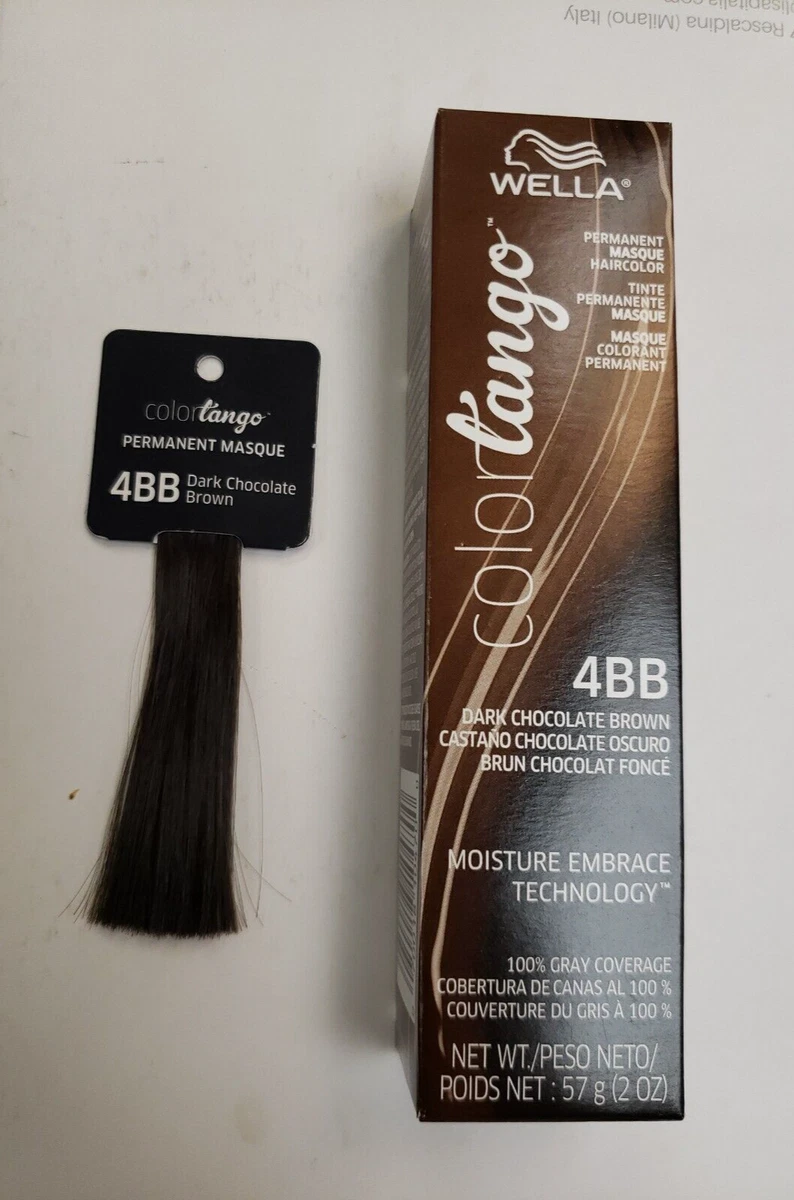 Rescaldina (Milano) Italy
colortango
PERMANENT MASQUE
4BB Dark Chocolate
Brown
WELLA®
colortango™
PERMANENT
MASQUE
HAIRCOLOR
TINTE
PERMANENTE
MASQUE
MASQUE
COLORANT
PERMANENT
4BB
DARK CHOCOLATE BROWN
CASTAÑO CHOCOLATE OSCURO
BRUN CHOCOLAT FONCÉ
MOISTURE EMBRACE
TECHNOLOGY™
100% GRAY COVERAGE
COBERTURA DE CANAS AL 100 %
COUVERTURE DU GRIS À 100 %
NET WT./PESO NETO/
POIDS NET : 57 g (2 OZ)